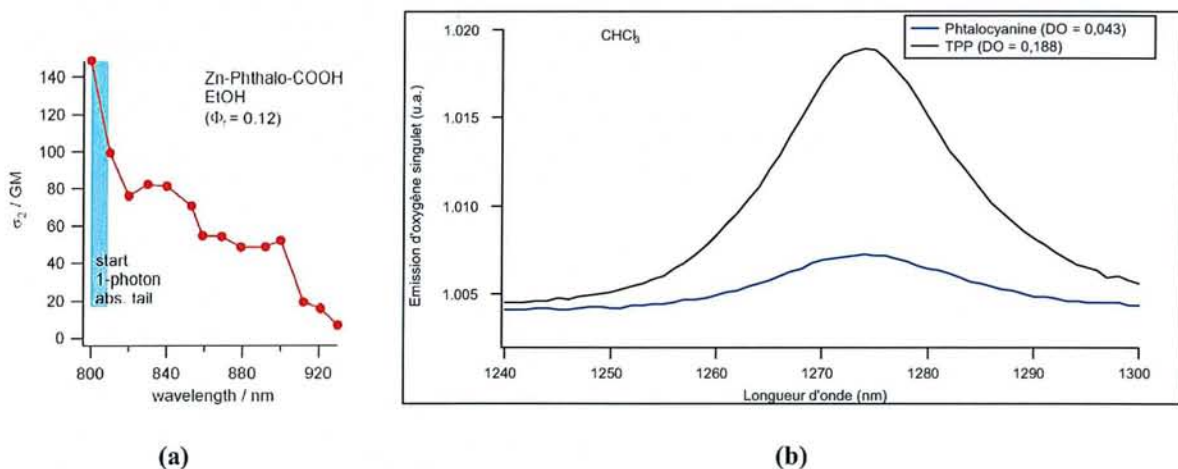 140
120
100
80
60
40
20
0
σ₂ / GM
Zn-Phthalo-COOH
EtOH
(Φf = 0.12)
start
1-photon
abs. tail
800
840
880
920
wavelength / nm
(a)
1.020
1.015
1.010
1.005
Emission d'oxygène singulet (u.a.)
CHCl₃
Phtalocyanine (DO = 0,043)
TPP (DO = 0,188)
1240
1250
1260
1270
1280
1290
1300
Longueur d'onde (nm)
(b)